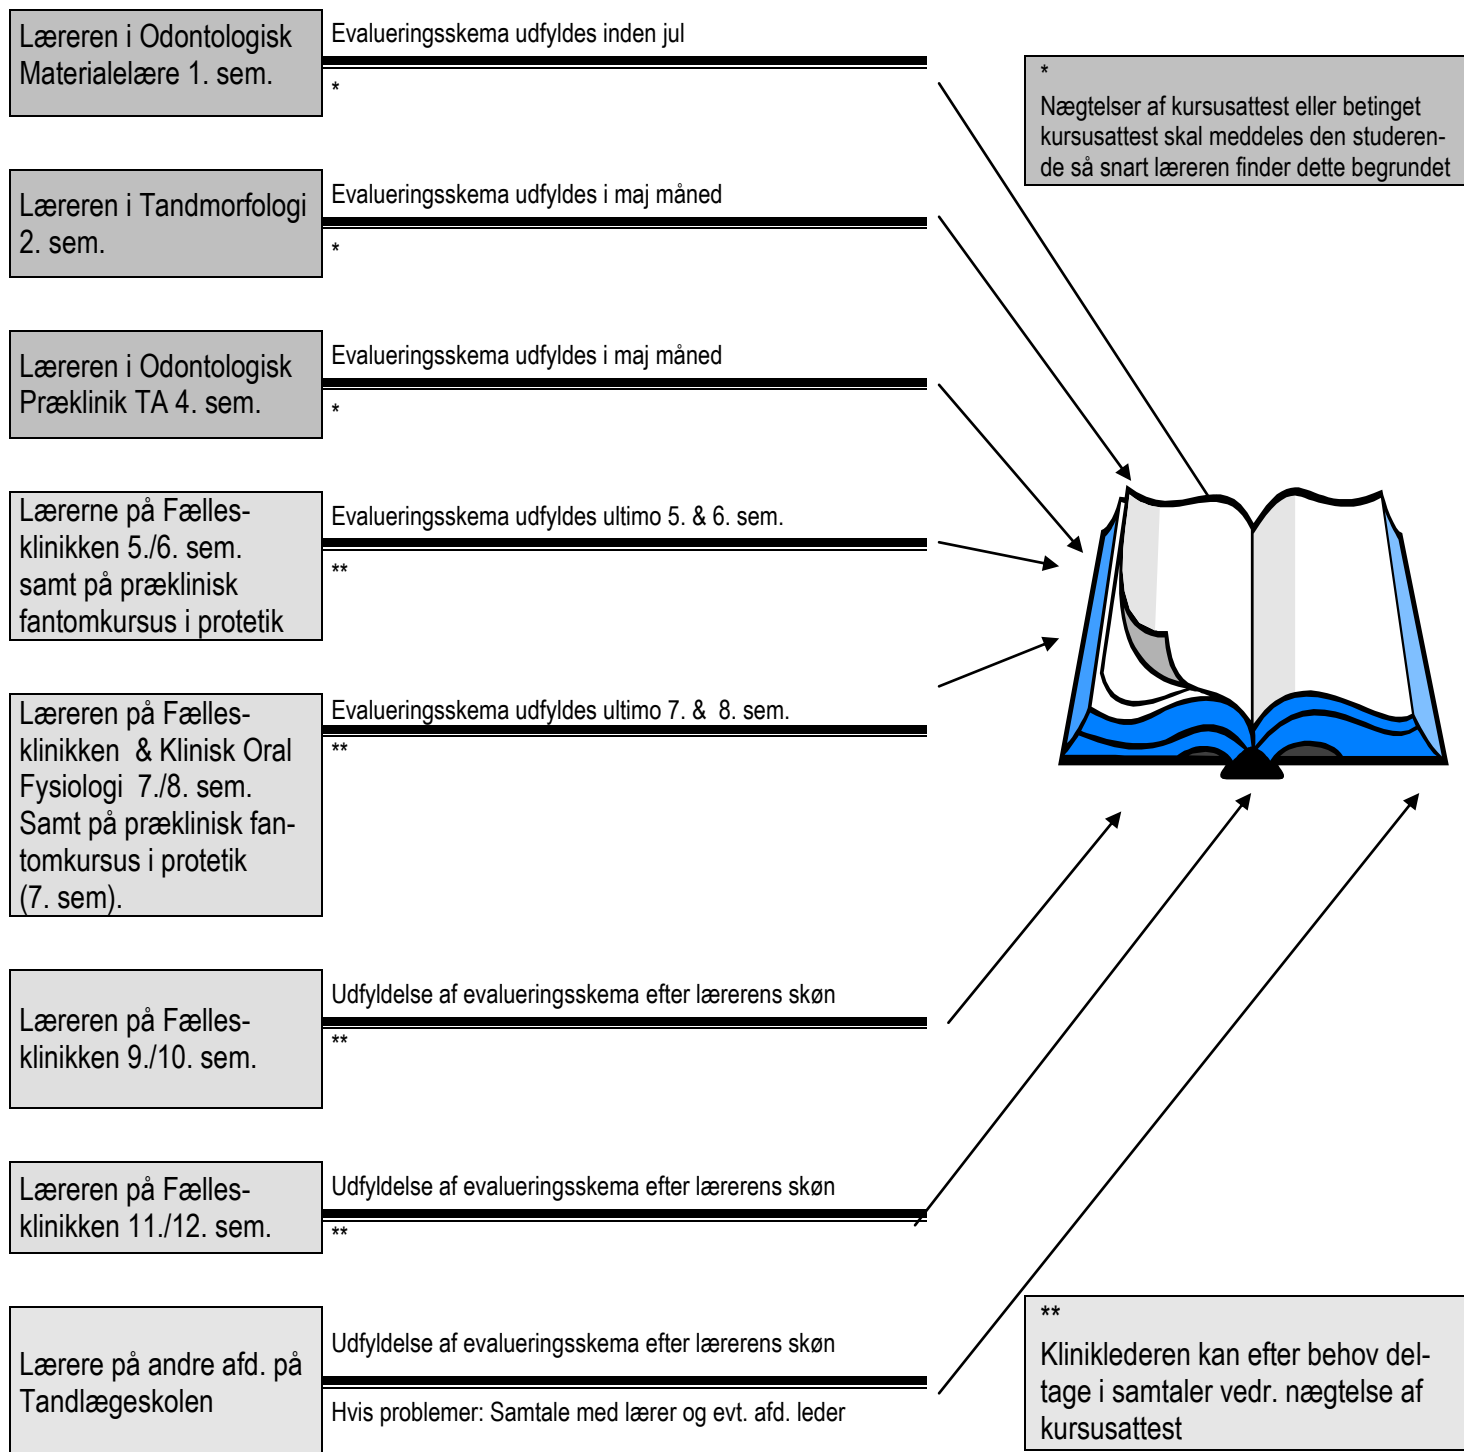 Læreren i Odontologisk
Materialelære 1. sem.
Evalueringsskema udfyldes inden jul
*
*
Nægtelser af kursusattest eller betinget
kursusattest skal meddeles den studeren-
de så snart læreren finder dette begrundet
Læreren i Tandmorfologi
2. sem.
Evalueringsskema udfyldes i maj måned
*
Læreren i Odontologisk
Præklinik TA 4. sem.
Evalueringsskema udfyldes i maj måned
*
Lærerne på Fælles-
klinikken 5./6. sem.
samt på præklinisk
fantomkursus i protetik
Evalueringsskema udfyldes ultimo 5. & 6. sem.
**
Læreren på Fælles-
klinikken & Klinisk Oral
Fysiologi 7./8. sem.
Samt på præklinisk fan-
tomkursus i protetik
(7. sem).
Evalueringsskema udfyldes ultimo 7. & 8. sem.
**
Læreren på Fælles-
klinikken 9./10. sem.
Udfyldelse af evalueringsskema efter lærerens skøn
**
Læreren på Fælles-
klinikken 11./12. sem.
Udfyldelse af evalueringsskema efter lærerens skøn
**
Lærere på andre afd. på
Tandlægeskolen
Udfyldelse af evalueringsskema efter lærerens skøn
Hvis problemer: Samtale med lærer og evt. afd. leder
**
Kliniklederen kan efter behov del-
tage i samtaler vedr. nægtelse af
kursusattest